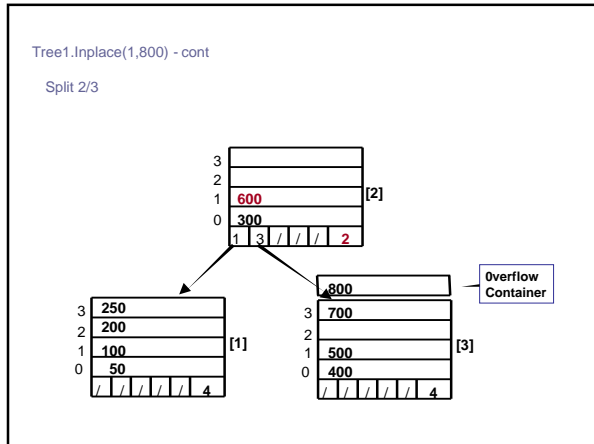 Tree1.Inplace(1,800) - cont
Split 2/3
3
2
1 600
0 300
[2]
1 3 / / / 2
800
0verflow
Container
3 250
2 200
1 100
0 50
[1]
/ / / / / 4
3 700
2
1 500
0 400
[3]
/ / / / / 4